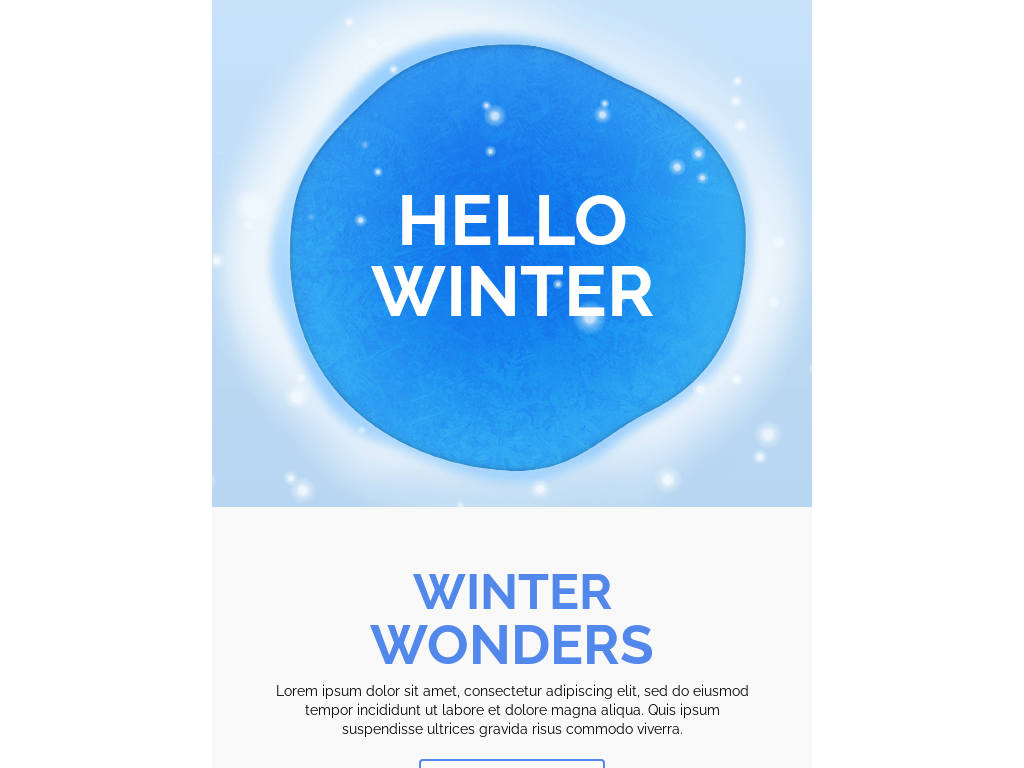 HELLO
WINTER
WINTER
WONDERS
Lorem ipsum dolor sit amet, consectetur adipiscing elit, sed do eiusmod
tempor incididunt ut labore et dolore magna aliqua. Quis ipsum
suspendisse ultrices gravida risus commodo viverra.